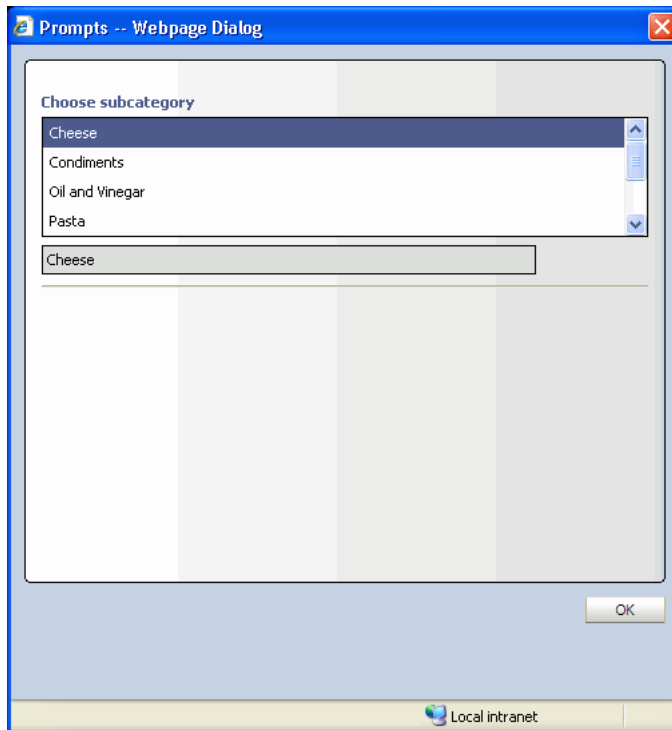 Prompts -- Webpage Dialog
Choose subcategory
Cheese
Condiments
Oil and Vinegar
Pasta
Cheese
OK
Local intranet